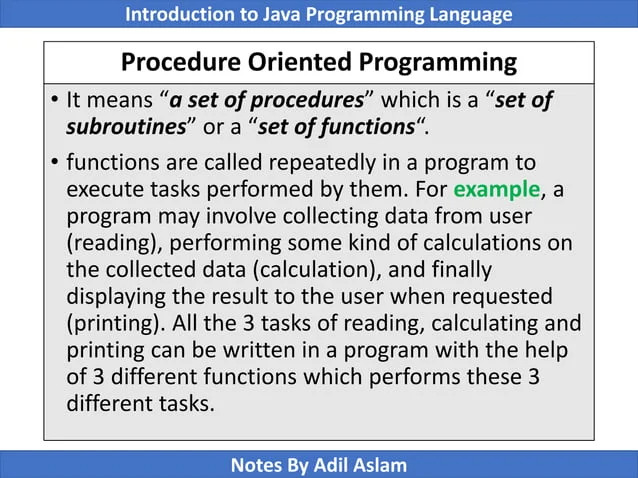 Introduction to Java Programming Language
Procedure Oriented Programming
• It means “a set of procedures” which is a “set of
subroutines” or a “set of functions“.
• functions are called repeatedly in a program to
execute tasks performed by them. For example, a
program may involve collecting data from user
(reading), performing some kind of calculations on
the collected data (calculation), and finally
displaying the result to the user when requested
(printing). All the 3 tasks of reading, calculating and
printing can be written in a program with the help
of 3 different functions which performs these 3
different tasks.
Notes By Adil Aslam